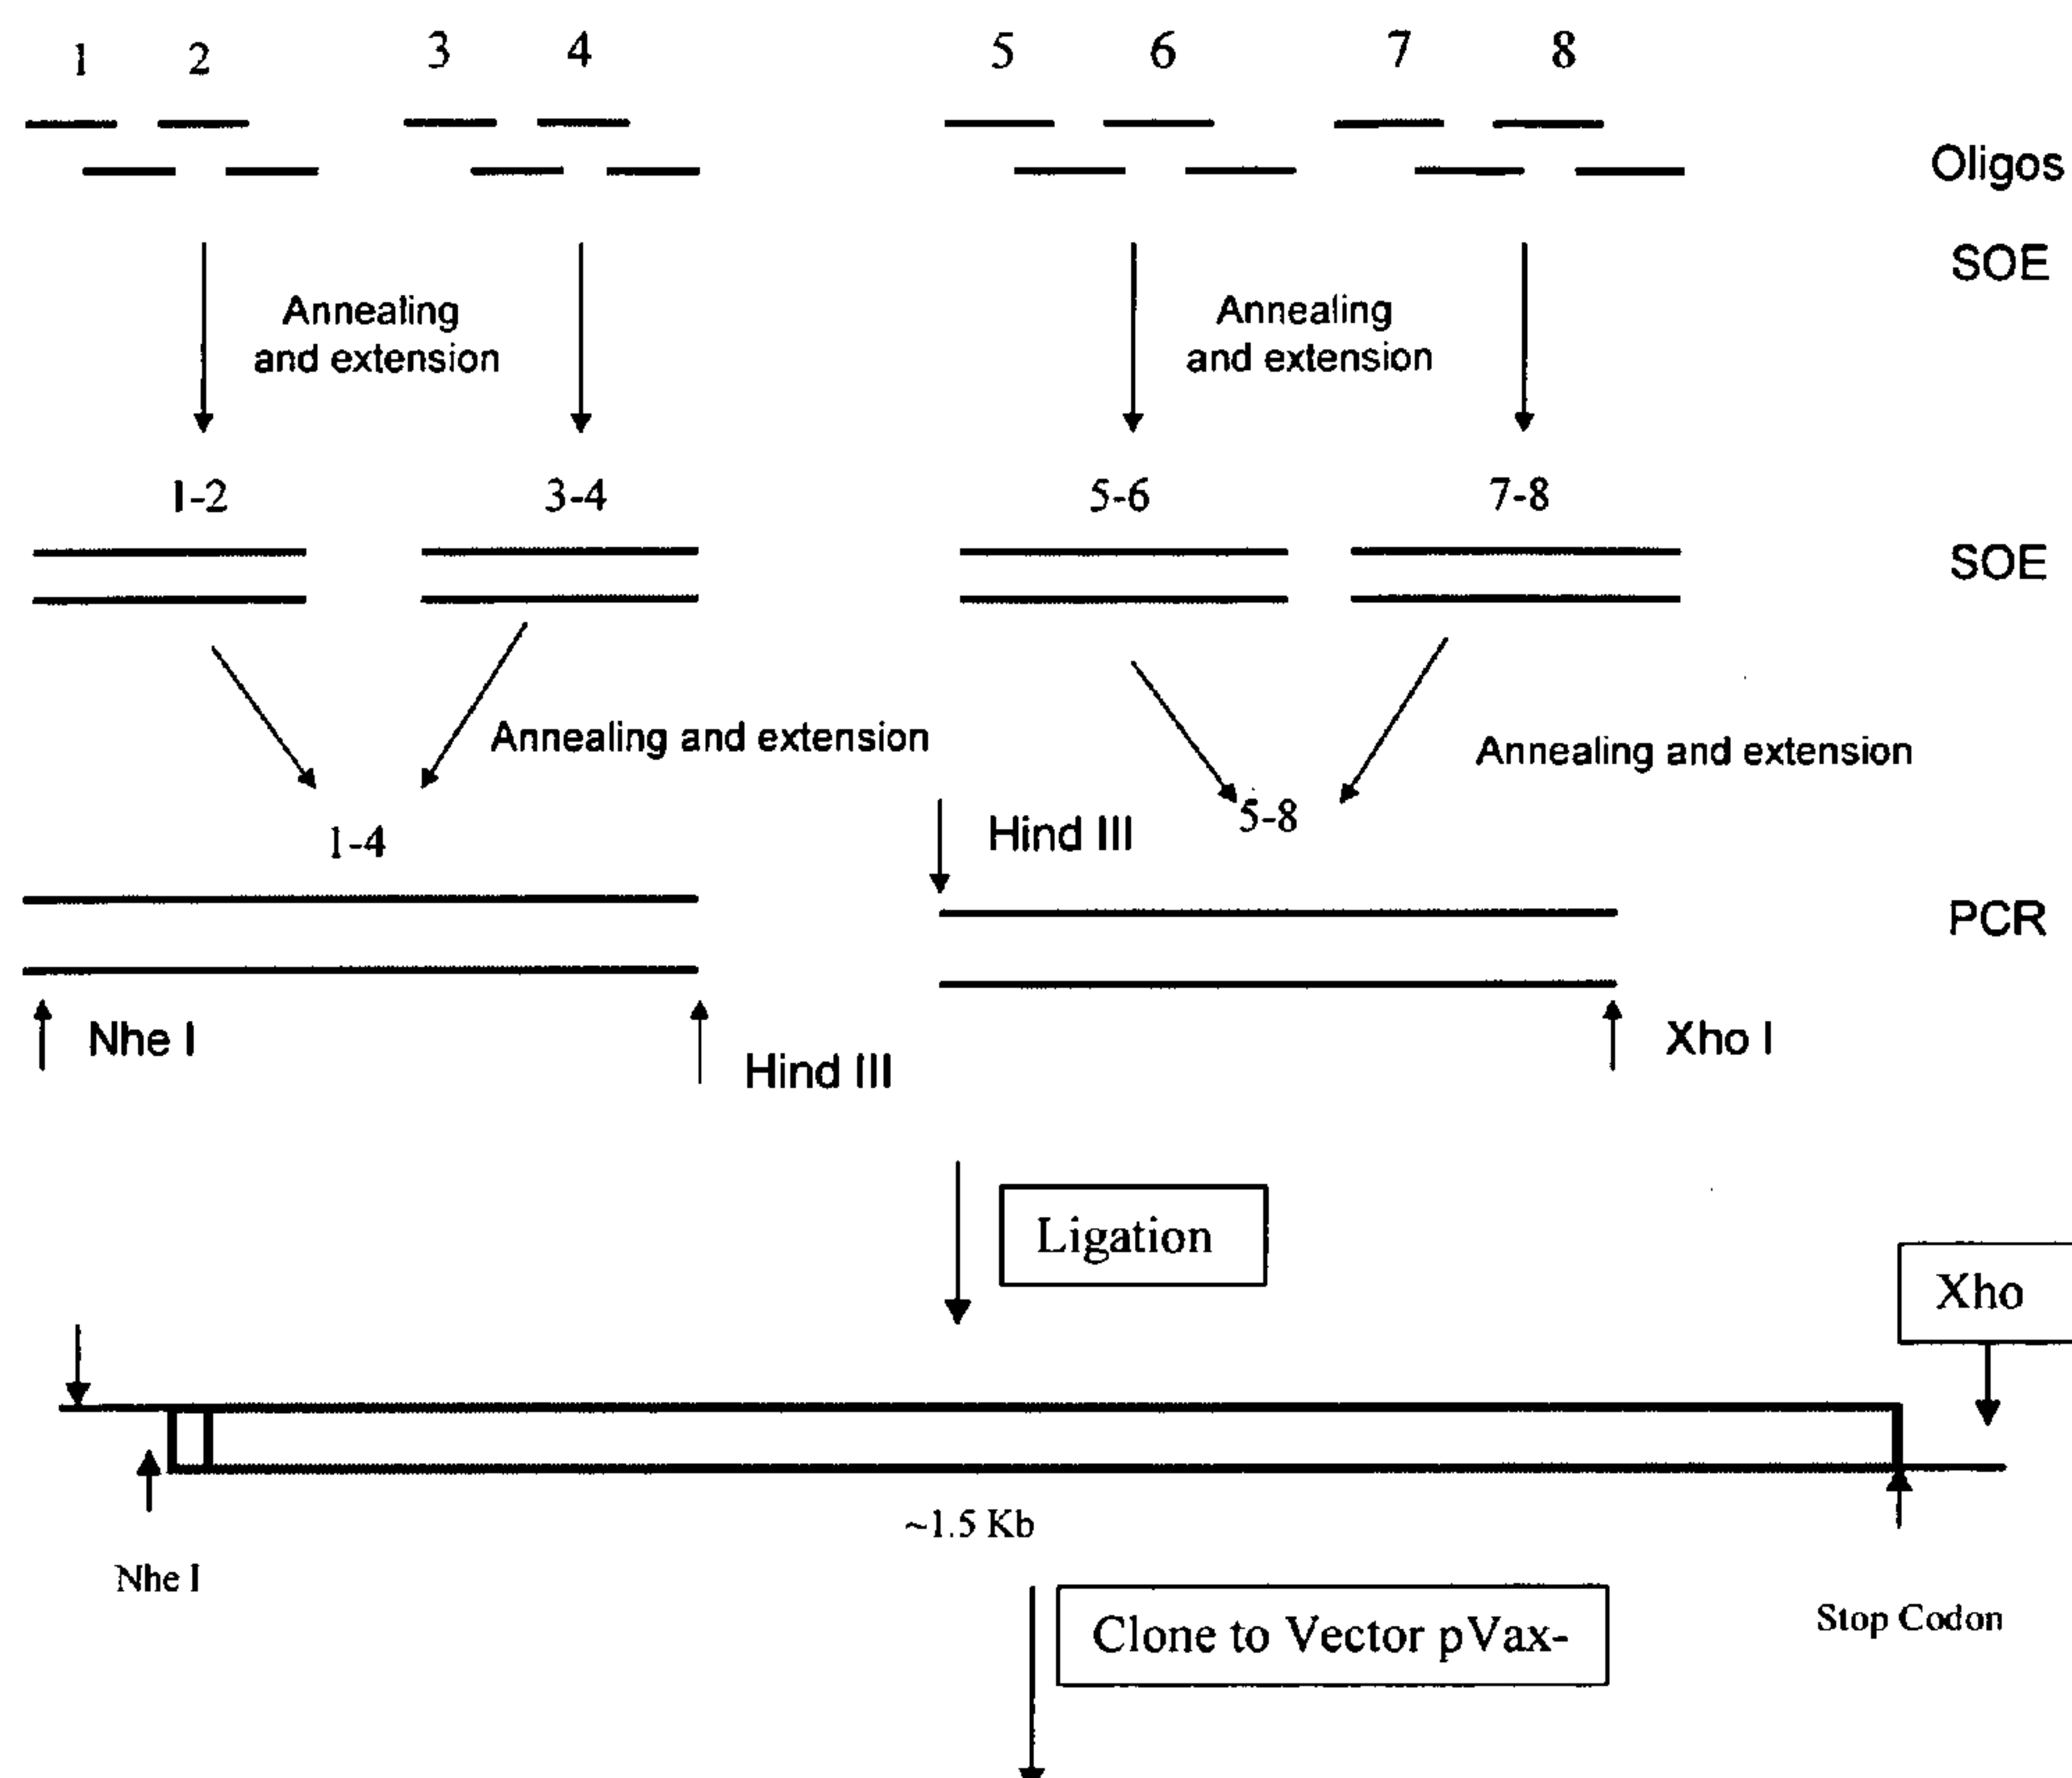 1 2 3 4 5 6 7 8
Oligos
SOE
Annealing
and extension
Annealing
and extension
1-2 3-4 5-6 7-8
SOE
Annealing and extension
Annealing and extension
1-4
Hind III
5-8
PCR
Nhe I
Hind III
Xho I
Ligation
Xho
~1.5 Kb
Nhe I
Stop Codon
Clone to Vector pVax-